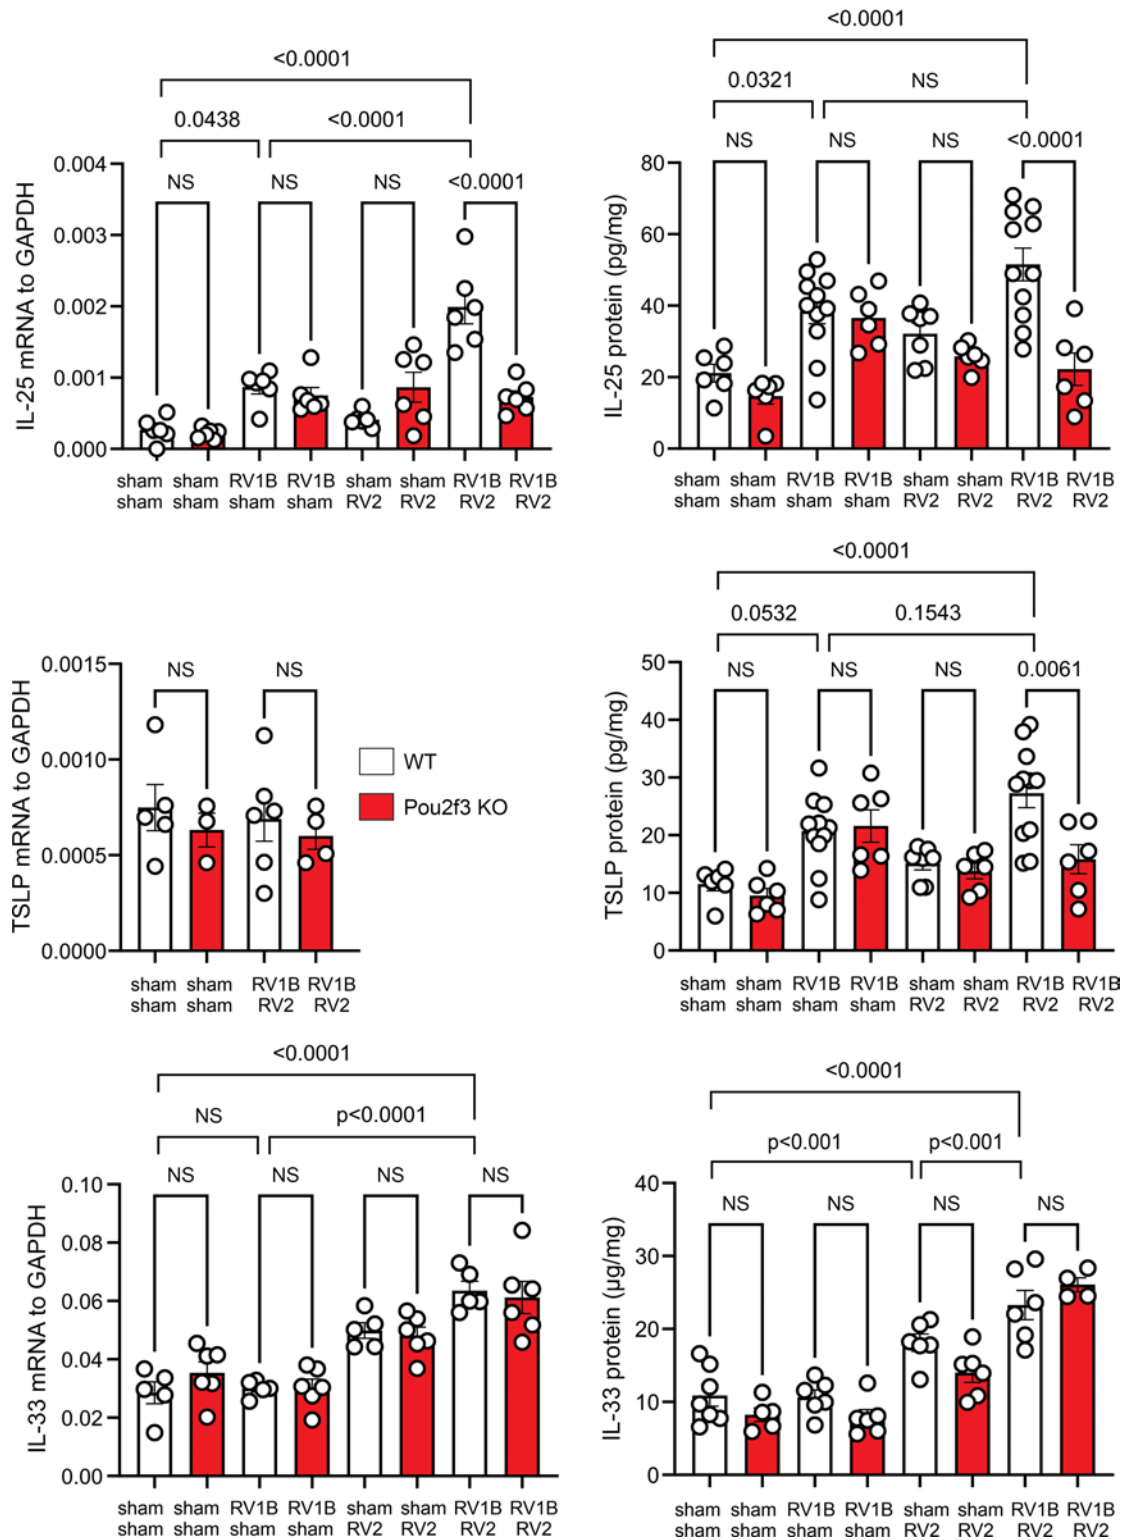 <0.0001
0.0438
<0.0001
NS
NS
NS
<0.0001
0.004
0.003
0.002
0.001
0.000
IL-25 mRNA to GAPDH
sham sham RV1B RV1B sham sham RV1B RV1B
sham sham sham sham RV2 RV2 RV2 RV2
<0.0001
0.0321
NS
NS
NS
NS
<0.0001
80
60
40
20
0
IL-25 protein (pg/mg)
sham sham RV1B RV1B sham sham RV1B RV1B
sham sham sham sham RV2 RV2 RV2 RV2
NS
NS
0.0015
0.0010
0.0005
0.0000
TSLP mRNA to GAPDH
sham sham RV1B RV1B
sham sham RV2 RV2
WT
Pou2f3 KO
<0.0001
0.0532
0.1543
NS
NS
NS
0.0061
50
40
30
20
10
0
TSLP protein (pg/mg)
sham sham RV1B RV1B sham sham RV1B RV1B
sham sham sham sham RV2 RV2 RV2 RV2
<0.0001
NS
p<0.0001
NS
NS
NS
NS
0.10
0.08
0.06
0.04
0.02
0.00
IL-33 mRNA to GAPDH
sham sham RV1B RV1B sham sham RV1B RV1B
sham sham sham sham RV2 RV2 RV2 RV2
<0.0001
p<0.001
p<0.001
NS
NS
NS
NS
40
30
20
10
0
IL-33 protein (µg/mg)
sham sham RV1B RV1B sham sham RV1B RV1B
sham sham sham sham RV2 RV2 RV2 RV2